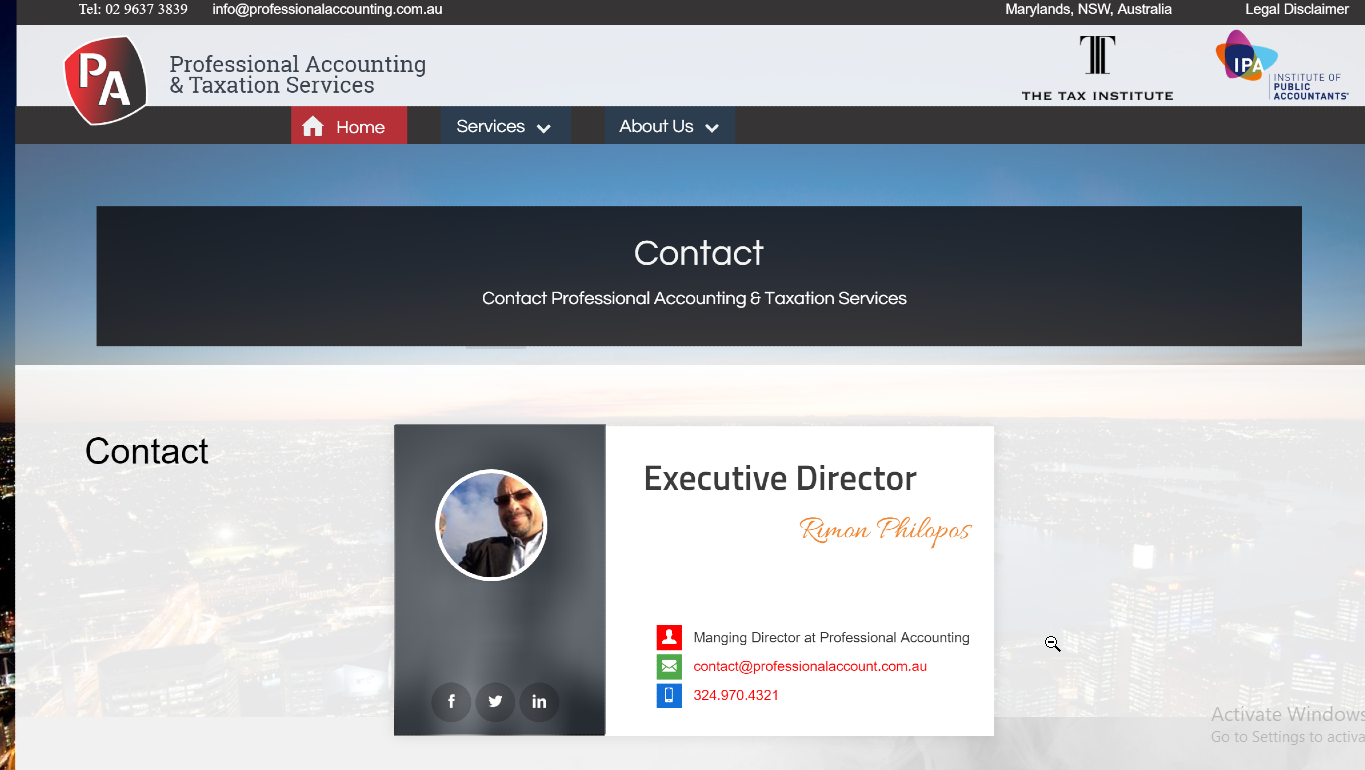 Tel: 02 9637 3839 info@professionalaccounting.com.au Marylands, NSW, Australia Legal Disclaimer
PA
Professional Accounting
& Taxation Services
THE TAX INSTITUTE
IPA
INSTITUTE OF
PUBLIC
ACCOUNTANTS
Home Services About Us
Contact
Contact Professional Accounting & Taxation Services
Contact
Executive Director
Rimon Philopos
Manging Director at Professional Accounting
contact@professionalaccount.com.au
324.970.4321
f in
Activate Windows
Go to Settings to activa